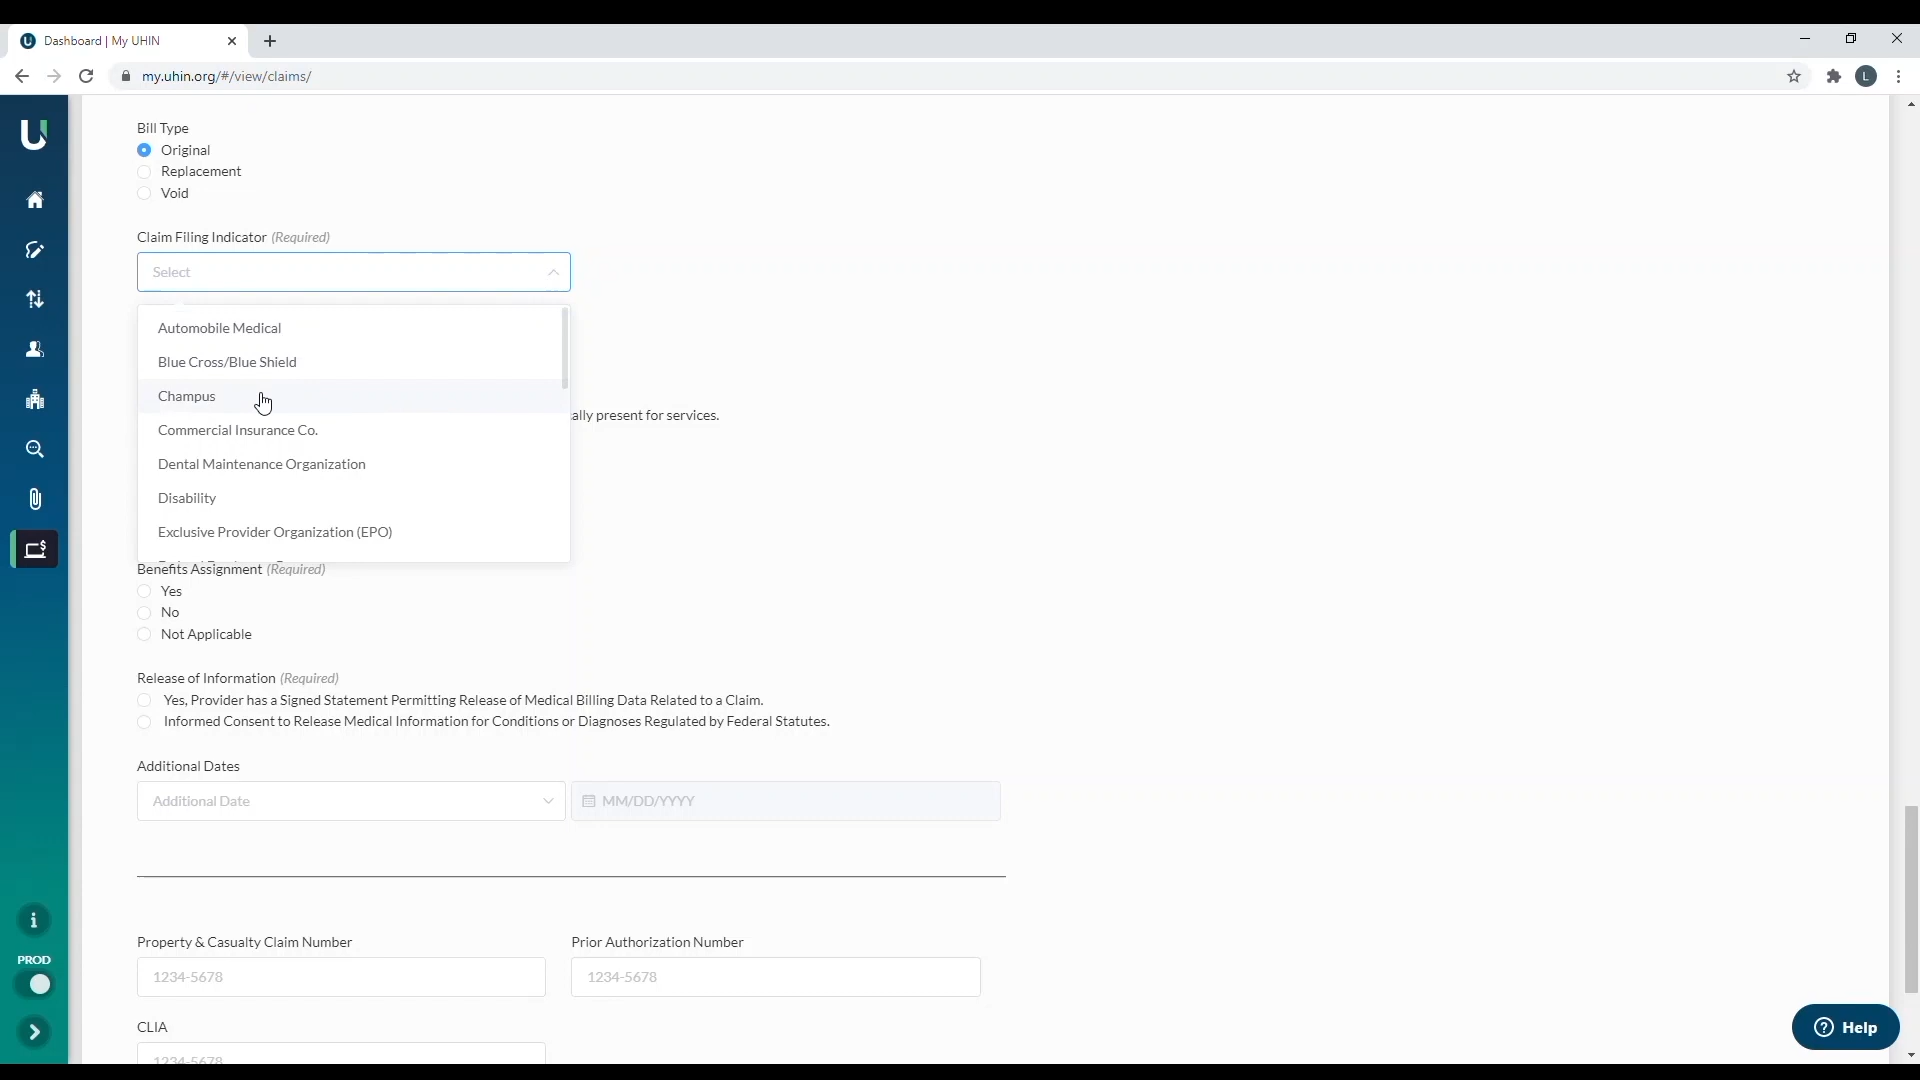 Dashboard | My UHIN
my.uhin.org/#/view/claims/
L
U
Bill Type
Original
Replacement
Void
Claim Filing Indicator (Required)
Select
Automobile Medical
Blue Cross/Blue Shield
Champus
Commercial Insurance Co.
ally present for services.
Dental Maintenance Organization
Disability
Exclusive Provider Organization (EPO)
Benefits Assignment (Required)
Yes
No
Not Applicable
Release of Information (Required)
Yes, Provider has a Signed Statement Permitting Release of Medical Billing Data Related to a Claim.
Informed Consent to Release Medical Information for Conditions or Diagnoses Regulated by Federal Statutes.
Additional Dates
Additional Date MM/DD/YYYY
Property & Casualty Claim Number Prior Authorization Number
1234-5678 1234-5678
PROD
CLIA
1234-5678
Help